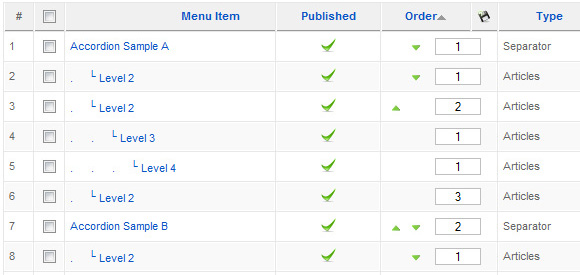 # Menu Item Published Order Type
1 Accordion Sample A 1 Separator
2 . Level 2 1 Articles
3 . Level 2 2 Articles
4 . . Level 3 1 Articles
5 . . . Level 4 1 Articles
6 . Level 2 3 Articles
7 Accordion Sample B 2 Separator
8 . Level 2 1 Articles